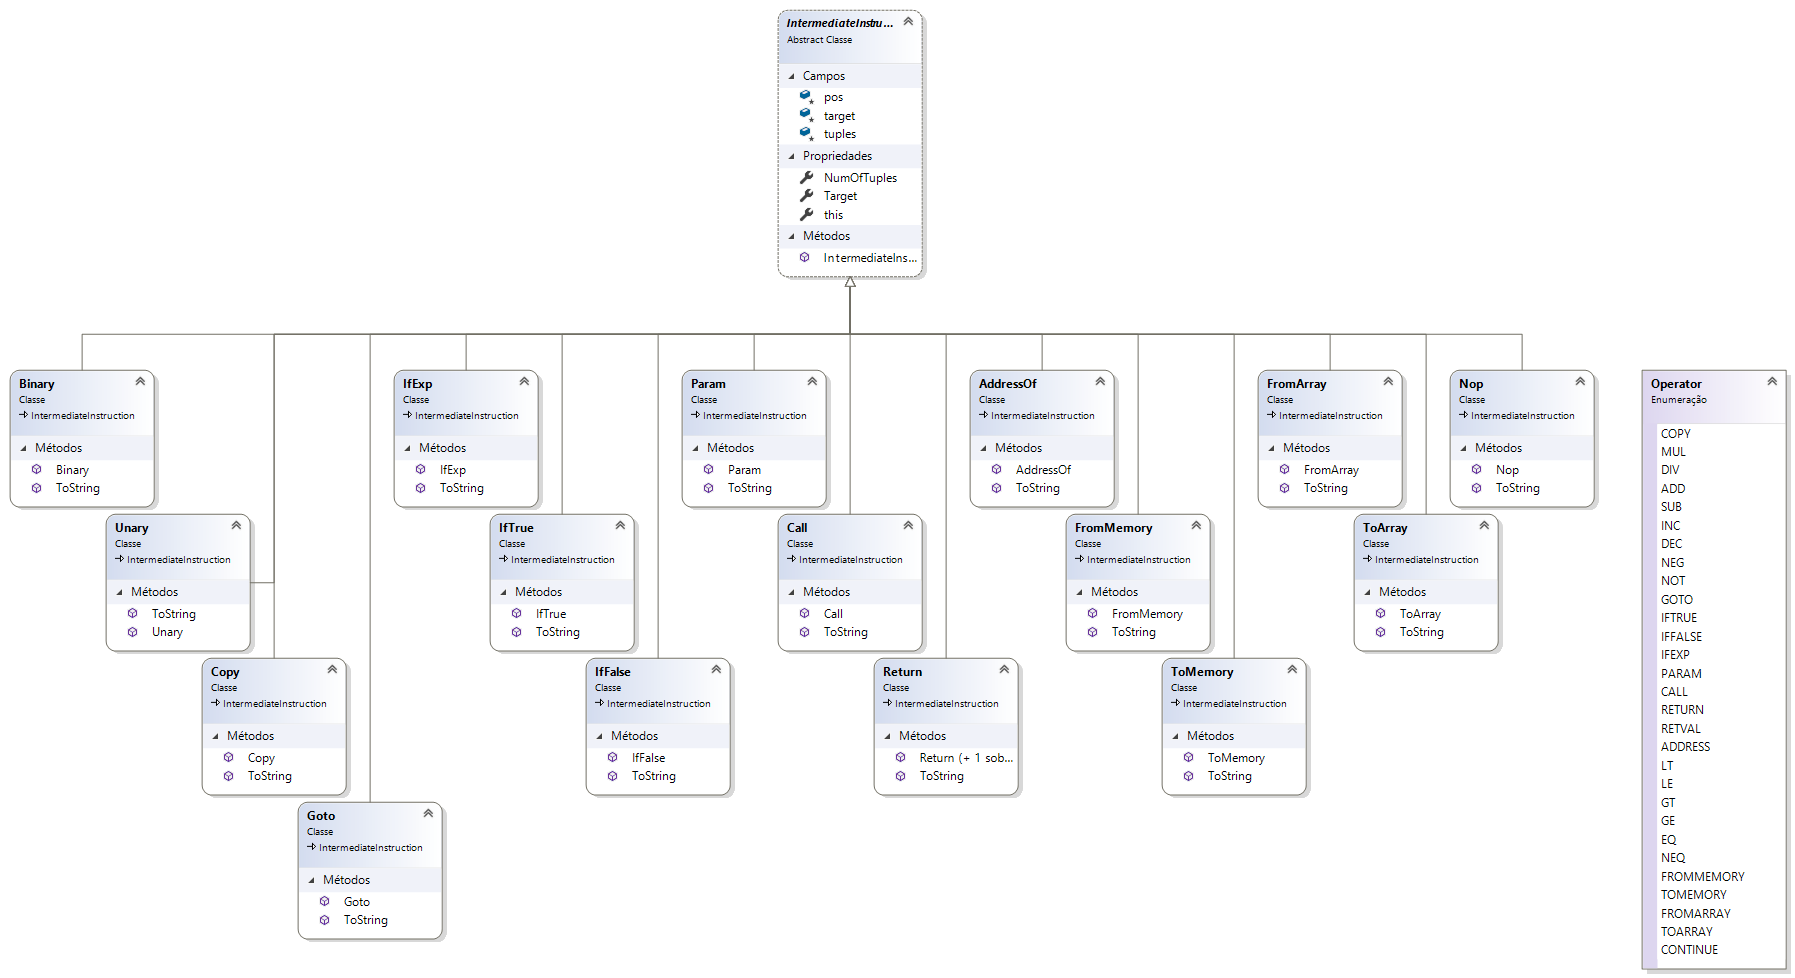 IntermediateInstru...
Abstract Classe
Campos
pos
target
tuples
Propriedades
NumOfTuples
Target
this
Métodos
IntermediateIns...
Binary
Classe
IntermediateInstruction
Métodos
Binary
ToString
IfExp
Classe
IntermediateInstruction
Métodos
IfExp
ToString
Param
Classe
IntermediateInstruction
Métodos
Param
ToString
AddressOf
Classe
IntermediateInstruction
Métodos
AddressOf
ToString
FromArray
Classe
IntermediateInstruction
Métodos
FromArray
ToString
Nop
Classe
IntermediateInstruction
Métodos
Nop
ToString
Unary
Classe
IntermediateInstruction
Métodos
ToString
Unary
IfTrue
Classe
IntermediateInstruction
Métodos
IfTrue
ToString
Call
Classe
IntermediateInstruction
Métodos
Call
ToString
FromMemory
Classe
IntermediateInstruction
Métodos
FromMemory
ToString
ToArray
Classe
IntermediateInstruction
Métodos
ToArray
ToString
Copy
Classe
IntermediateInstruction
Métodos
Copy
ToString
IfFalse
Classe
IntermediateInstruction
Métodos
IfFalse
ToString
Return
Classe
IntermediateInstruction
Métodos
Return (+ 1 sob...
ToString
ToMemory
Classe
IntermediateInstruction
Métodos
ToMemory
ToString
Goto
Classe
IntermediateInstruction
Métodos
Goto
ToString
Operator
Enumeração
COPY
MUL
DIV
ADD
SUB
INC
DEC
NEG
NOT
GOTO
IFTRUE
IFFALSE
IFEXP
PARAM
CALL
RETURN
RETVAL
ADDRESS
LT
LE
GT
GE
EQ
NEQ
FROMMEMORY
TOMEMORY
FROMARRAY
TOARRAY
CONTINUE